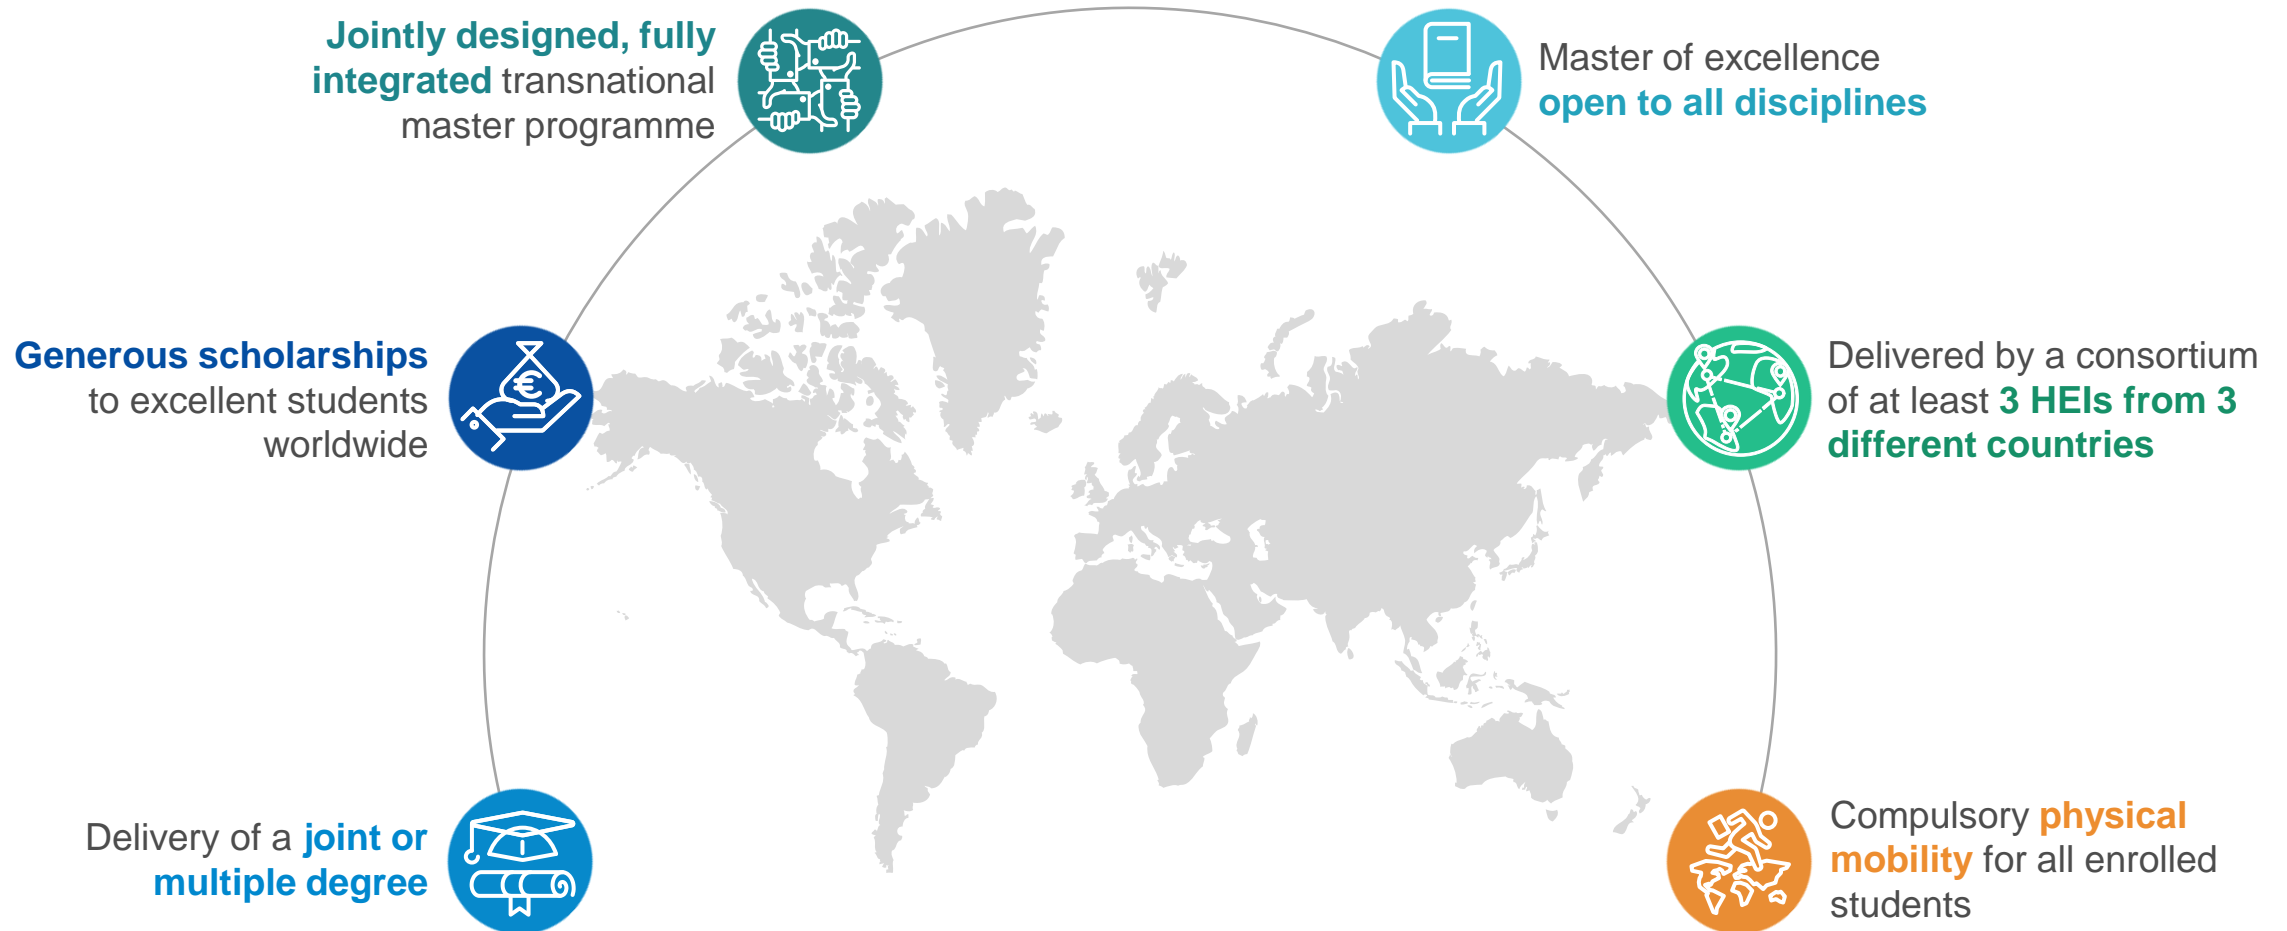 Jointly designed, fully
integrated transnational
master programme
Master of excellence
open to all disciplines
Generous scholarships
to excellent students
worldwide
Delivered by a consortium
of at least 3 HEIs from 3
different countries
Delivery of a joint or
multiple degree
Compulsory physical
mobility for all enrolled
students
€